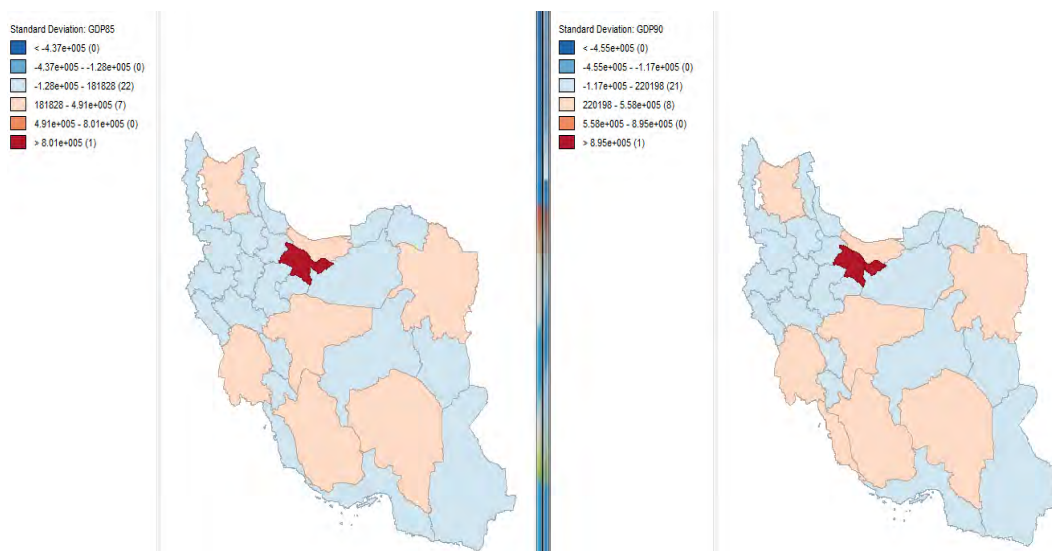 Standard Deviation: GDP85
< -4.37e+005 (0)
-4.37e+005 - -1.28e+005 (0)
-1.28e+005 - 181828 (22)
181828 - 4.91e+005 (7)
4.91e+005 - 8.01e+005 (0)
> 8.01e+005 (1)
Standard Deviation: GDP90
< -4.55e+005 (0)
-4.55e+005 - -1.17e+005 (0)
-1.17e+005 - 220198 (21)
220198 - 5.58e+005 (8)
5.58e+005 - 8.95e+005 (0)
> 8.95e+005 (1)